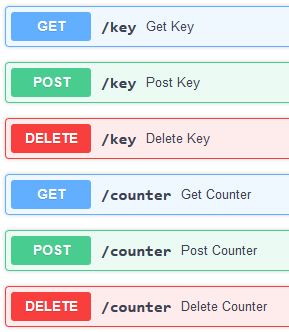 GET /key Get Key
POST /key Post Key
DELETE /key Delete Key
GET /counter Get Counter
POST /counter Post Counter
DELETE /counter Delete Counter